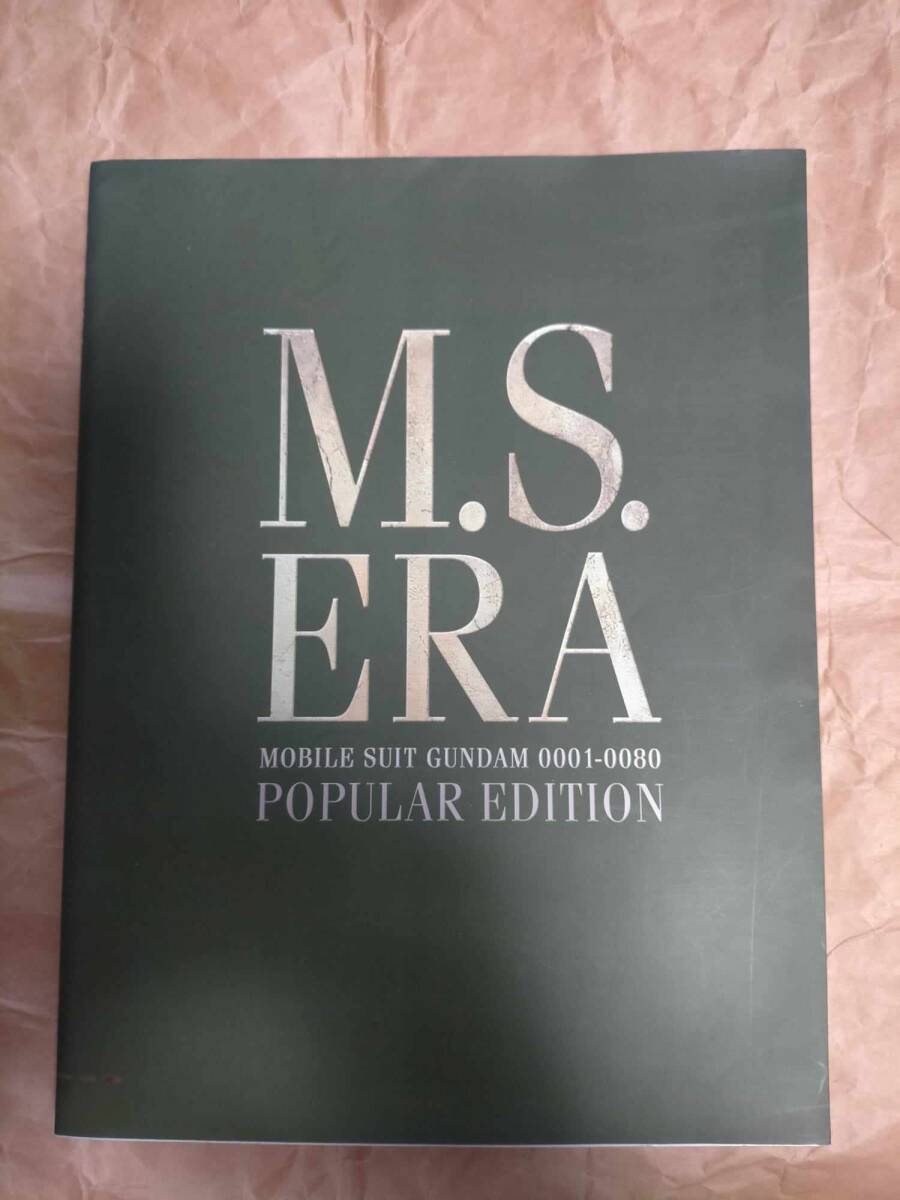 M.S.
ERA
MOBILE SUIT GUNDAM 0001-0080
POPULAR EDITION